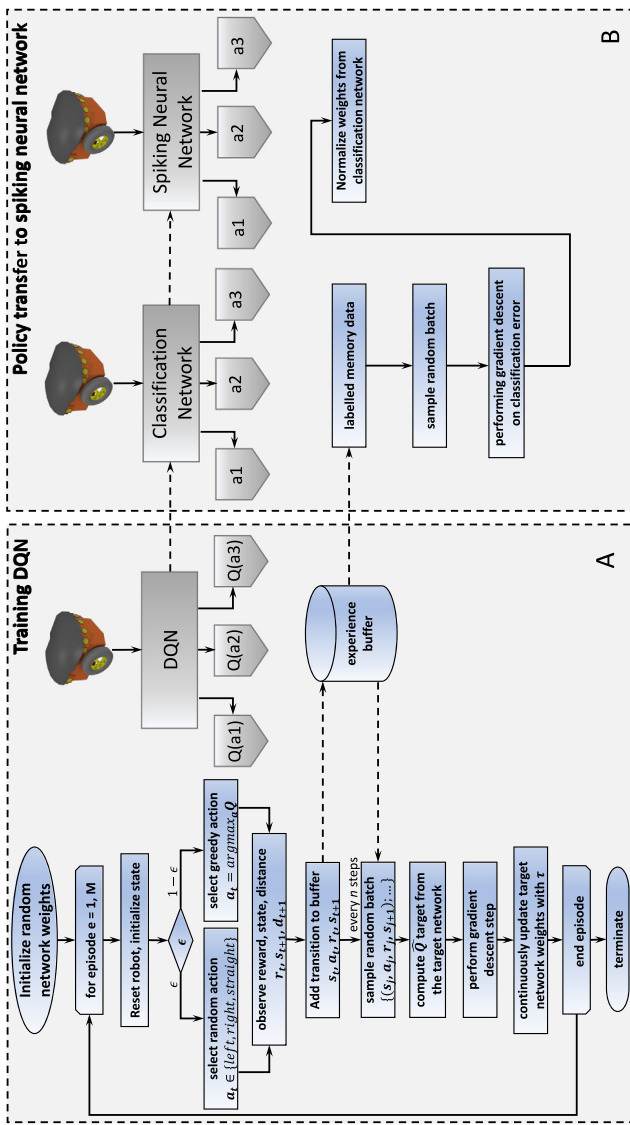 Training DQN
Initialize random
network weights
for episode e = 1, M
Reset robot, initialize state
ϵ
ϵ
1 − ϵ
select random action
a_t ∈ {left, right, straight}
select greedy action
a_t = argmax_a Q
observe reward, state, distance
r_t, s_{t+1}, d_{t+1}
Add transition to buffer
s_t, a_t, r_t, s_{t+1}
every n steps
sample random batch
{(s_j, a_j, r_j, s_{j+1}); ...}
compute Q̂ target from
the target network
perform gradient
descent step
continuously update target
network weights with τ
end episode
terminate
DQN
Q(a1)
Q(a2)
Q(a3)
experience
buffer
A
Policy transfer to spiking neural network
Classification
Network
a1
a2
a3
Spiking Neural
Network
a1
a2
a3
labelled memory data
sample random batch
performing gradient descent
on classification error
Normalize weights from
classification network
B